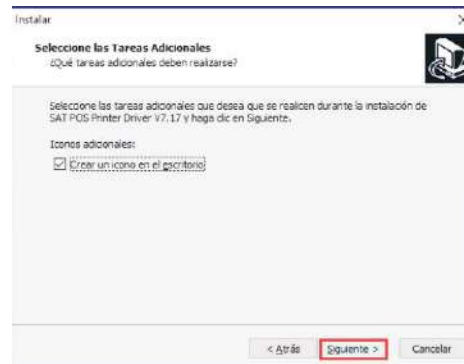 Instalar
Seleccione las Tareas Adicionales
¿Qué tareas adicionales deben realizarse?
Seleccione las tareas adicionales que desea que se realicen durante la instalación de
SAT POS Printer Driver V7.17 y haga clic en Siguiente.
Iconos adicionales:
Crear un icono en el escritorio
< Atrás
Siguiente >
Cancelar